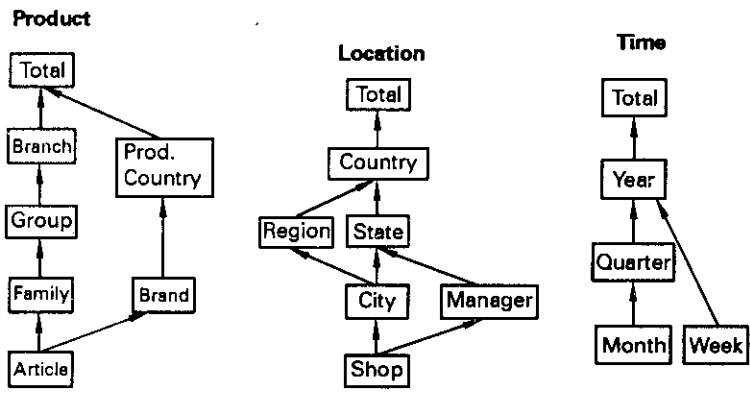 Product
Total
Branch
Prod.
Country
Group
Family
Brand
Article
Location
Total
Country
Region
State
City
Manager
Shop
Time
Total
Year
Quarter
Month
Week